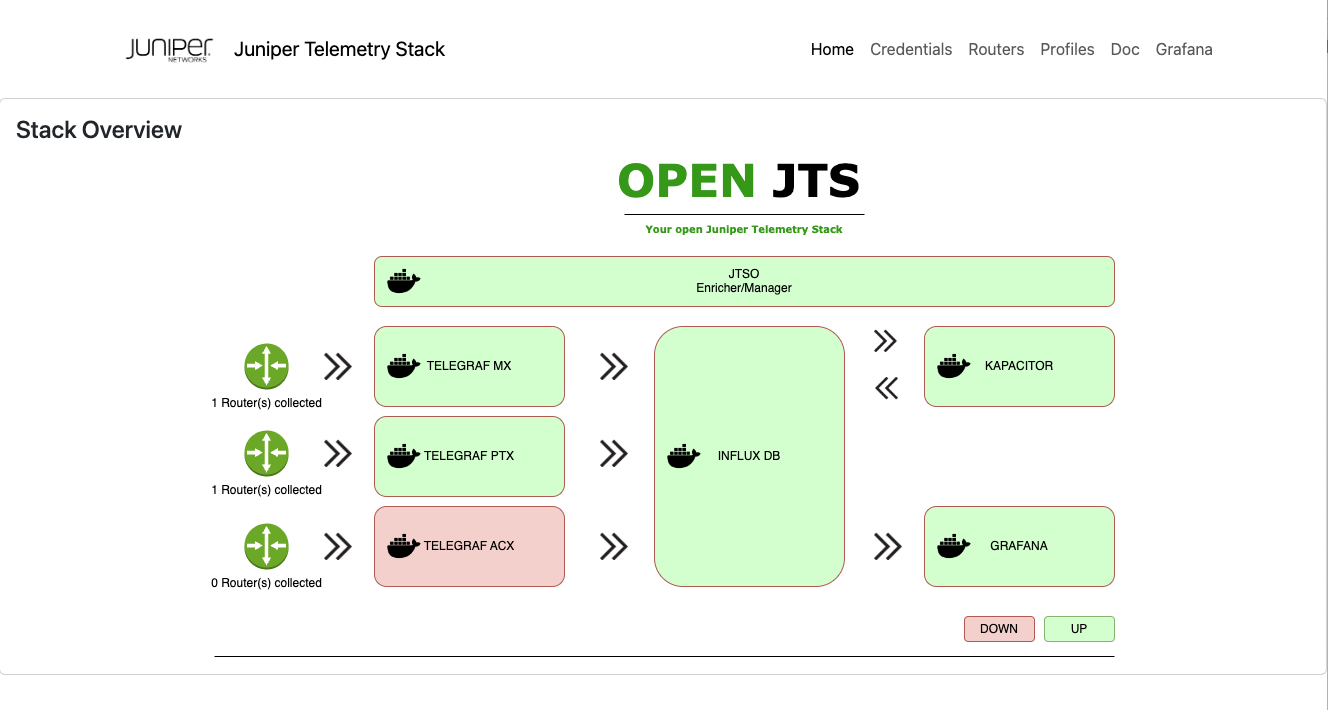 JUNIPER
NETWORKS
Juniper Telemetry Stack
Home Credentials Routers Profiles Doc Grafana
Stack Overview
OPEN JTS
Your open Juniper Telemetry Stack
JTSO
Enricher/Manager
TELEGRAF MX
KAPACITOR
1 Router(s) collected
TELEGRAF PTX
INFLUX DB
1 Router(s) collected
TELEGRAF ACX
GRAFANA
0 Router(s) collected
DOWN UP